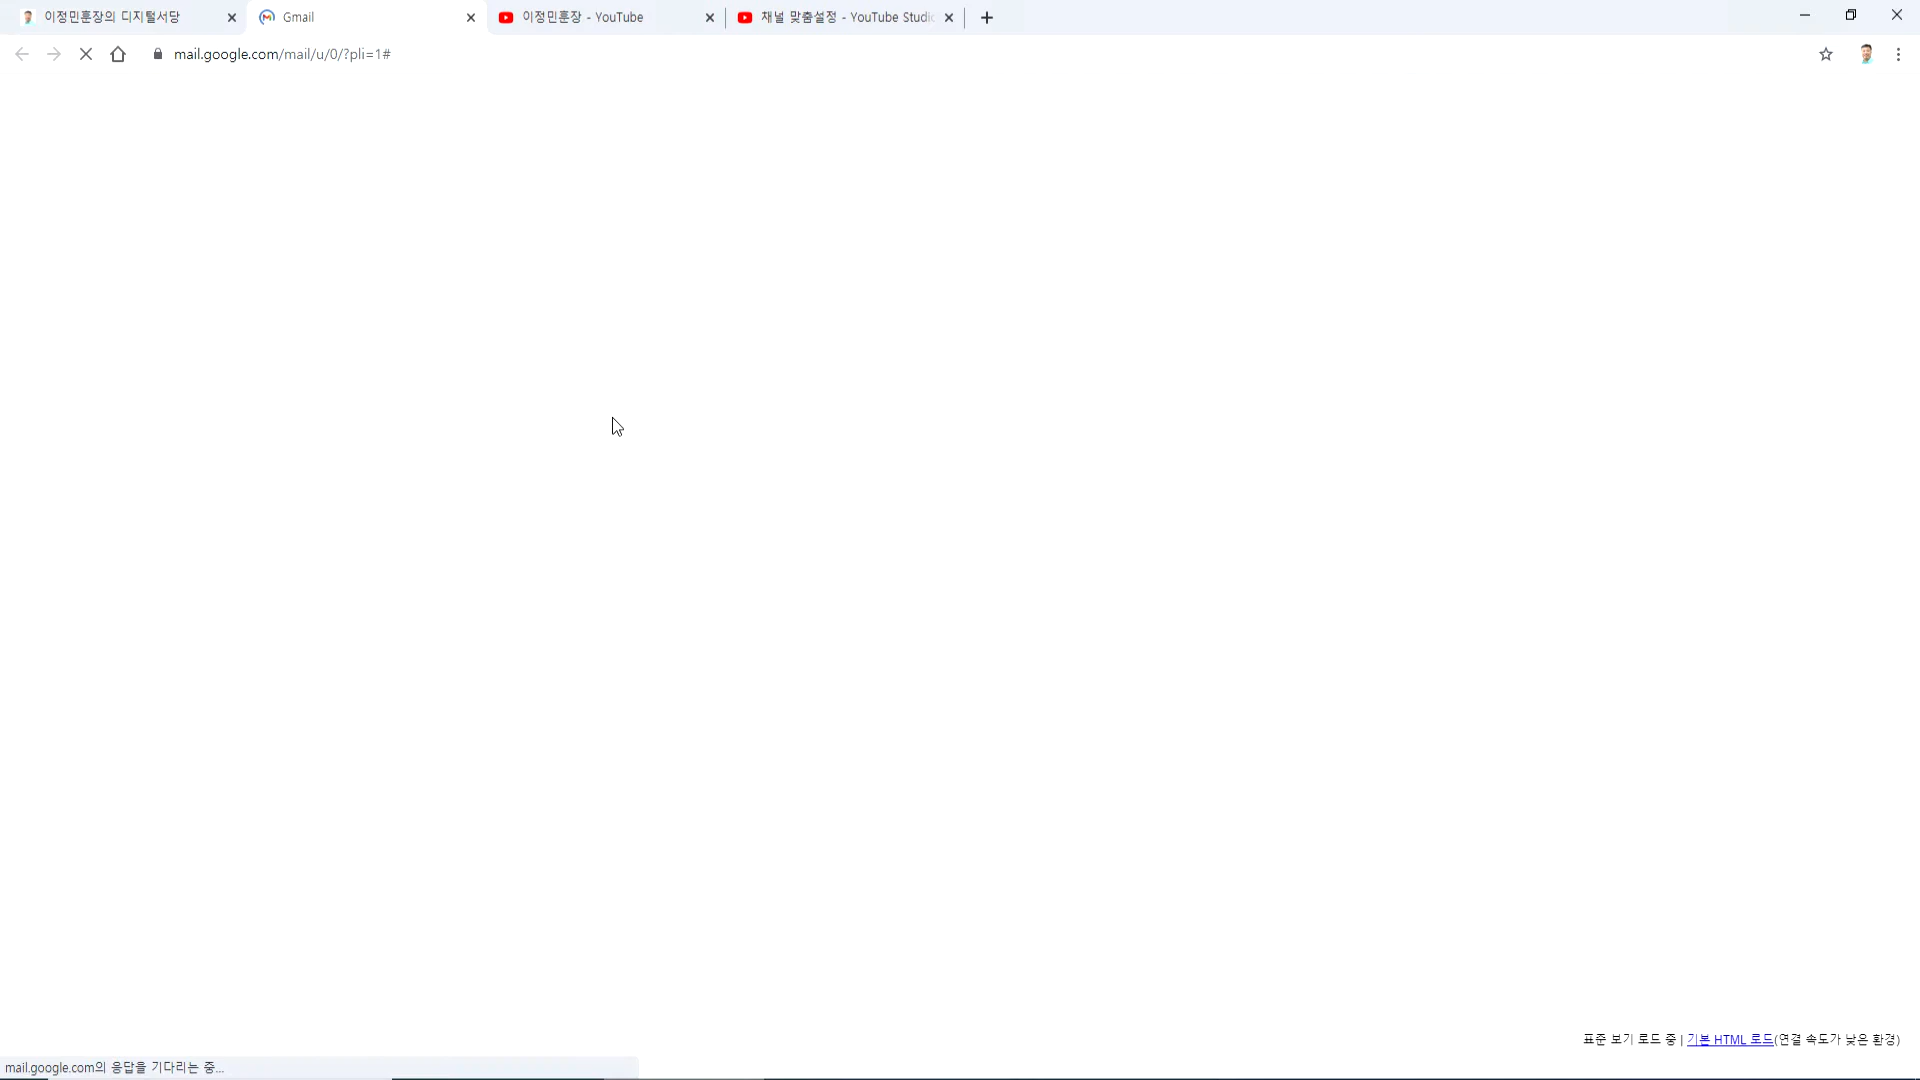 이정민훈장의 디지털서당
Gmail
이정민훈장 - YouTube
채널 맞춤설정 - YouTube Studi
mail.google.com/mail/u/0/?pli=1#
표준 보기 로드 중 | 기본 HTML 로드(연결 속도가 낮은 환경)
mail.google.com의 응답을 기다리는 중...